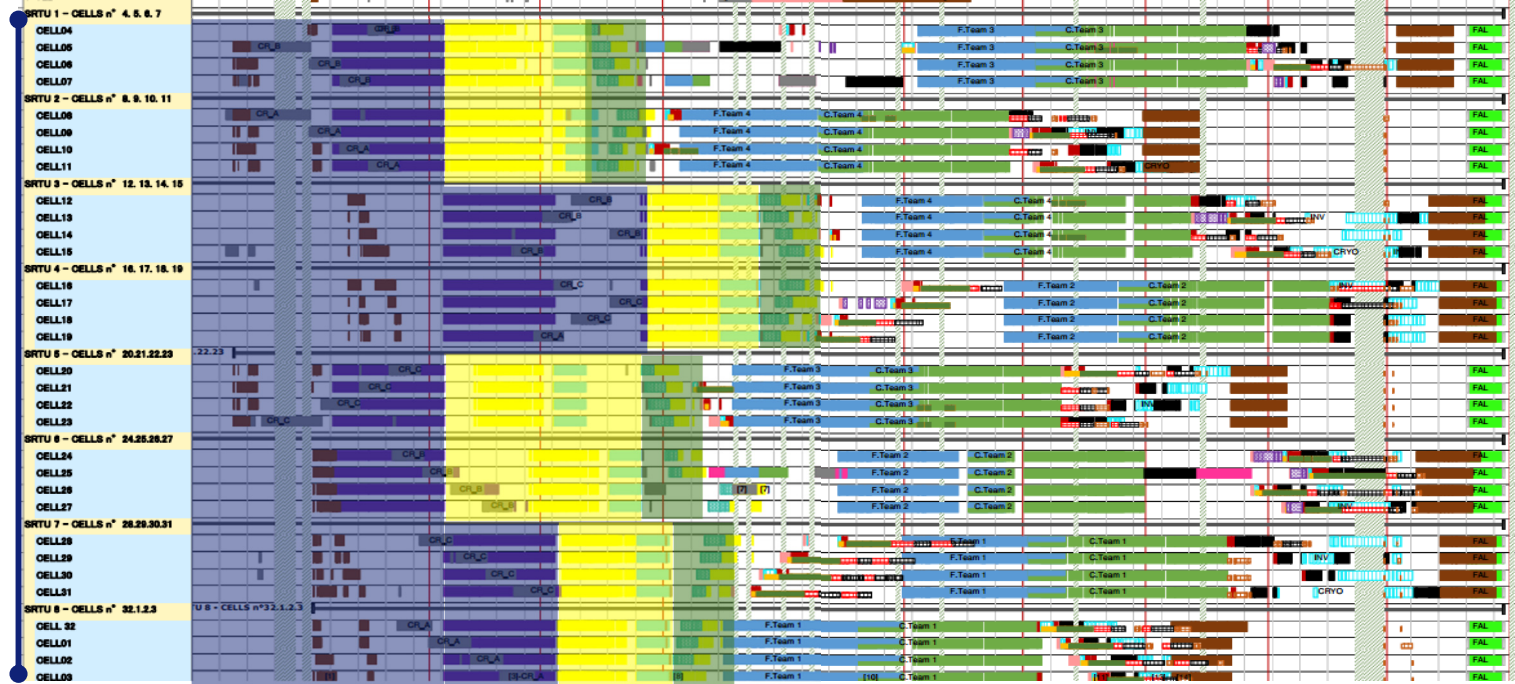 SRTU 1 - CELLS n° 4. 5. 6. 7
CELL04 CR_B F.Team 3 C.Team 3 FAL
CELL05 CR_B FAL
CELL06 CR_B F.Team 3 C.Team 3 FAL
CELL07 CR_B F.Team 3 C.Team 3 FAL
SRTU 2 - CELLS n° 8. 9. 10. 11
CELL08 CR_A F.Team 4 C.Team 4 FAL
CELL09 CR_A F.Team 4 C.Team 4 FAL
CELL10 CR_A FAL
CELL11 CR_A F.Team 4 C.Team 4 CRYO FAL
SRTU 3 - CELLS n° 12. 13. 14. 15
CELL12 CR_B F.Team 4 C.Team 4 FAL
CELL13 CR_B F.Team 4 C.Team 4 INV FAL
CELL14 CR_B F.Team 4 C.Team 4 FAL
CELL15 CR_B F.Team 4 C.Team 4 CRYO FAL
SRTU 4 - CELLS n° 16. 17. 18. 19
CELL16 CR_C F.Team 2 C.Team 2 INV FAL
CELL17 CR_C F.Team 2 C.Team 2 FAL
CELL18 CR_C F.Team 2 C.Team 2 FAL
CELL19 CR_A F.Team 2 C.Team 2 FAL
SRTU 5 - CELLS n° 20.21.22.23 22.23
CELL20 CR_C F.Team 3 C.Team 3 FAL
CELL21 CR_C F.Team 3 C.Team 3 FAL
CELL22 CR_C F.Team 3 C.Team 3 INV FAL
CELL23 CR_C F.Team 3 C.Team 3 FAL
SRTU 6 - CELLS n° 24.25.26.27
CELL24 CR_B F.Team 2 C.Team 2 FAL
CELL25 CR_B FAL
CELL26 CR_B [7] [7] F.Team 2 C.Team 2 FAL
CELL27 CR_B F.Team 2 C.Team 2 INV FAL
SRTU 7 - CELLS n° 28.29.30.31
CELL28 CR_C F.Team 1 C.Team 1 FAL
CELL29 CR_C F.Team 1 C.Team 1 INV FAL
CELL30 CR_C F.Team 1 C.Team 1 FAL
CELL31 CR_C F.Team 1 C.Team 1 CRYO FAL
SRTU 8 - CELLS n° 32.1.2.3 TU 8 - CELLS n°32.1.2.3
CELL 32 CR_A F.Team 1 C.Team 1 FAL
CELL01 CR_A F.Team 1 C.Team 1 FAL
CELL02 CR_A F.Team 1 C.Team 1 FAL
CELL03 [1] [3]-CR_A F.Team 1 [10] C.Team 1 FAL